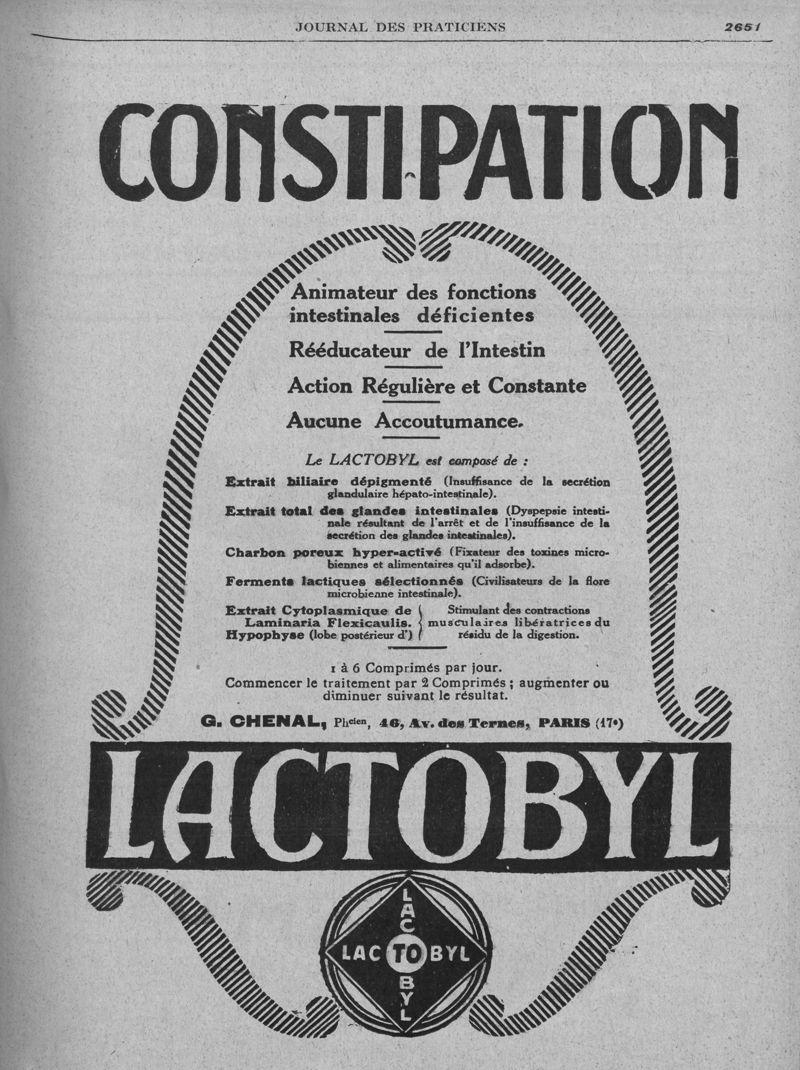 JOURNAL DES PRATICIENS 2651
CONSTIPATION
Animateur des fonctions
intestinales déficientes
Rééducateur de l'Intestin
Action Régulière et Constante
Aucune Accoutumance.
Le LACTOBYL est composé de :
Extrait biliaire dépigmenté (Insuffisance de la secrétion
glandulaire hépato-intestinale).
Extrait total des glandes intestinales (Dyspepsie intesti-
nale résultant de l'arrêt et de l'insuffisance de la
secrétion des glandes intestinales).
Charbon poreux hyper-activé (Fixateur des toxines micro-
biennes et alimentaires qu'il adsorbe).
Ferments lactiques sélectionnés (Civilisateurs de la flore
microbienne intestinale).
Extrait Cytoplasmique de { Stimulant des contractions
Laminaria Flexicaulis. { musculaires libératrices du
Hypophyse (lobe postérieur d') { résidu de la digestion.
1 à 6 Comprimés par jour.
Commencer le traitement par 2 Comprimés ; augmenter ou
diminuer suivant le résultat.
G. CHENAL, Phcien, 46, Av. des Ternes, PARIS (17e)
LACTOBYL
LAC
LAC TO BYL
BYL